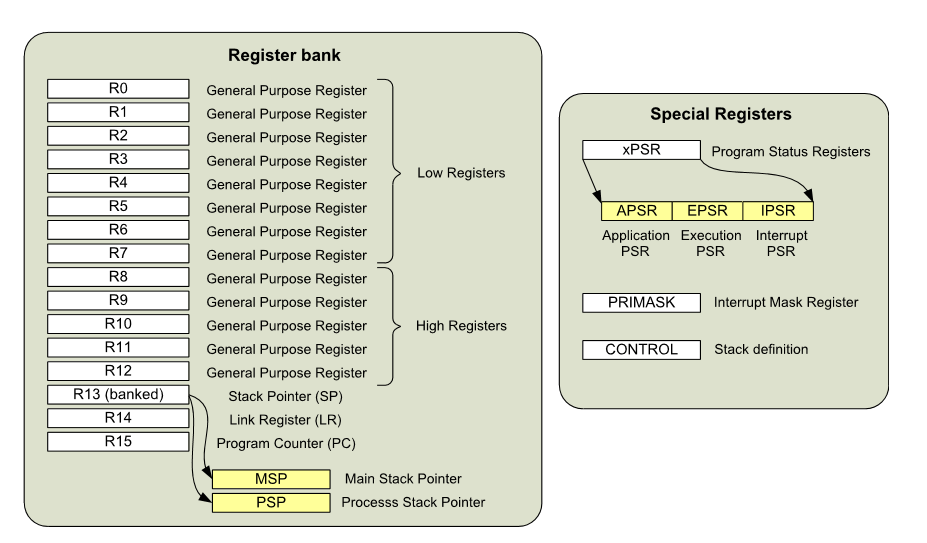 Register bank
R0 General Purpose Register
R1 General Purpose Register
R2 General Purpose Register
R3 General Purpose Register
R4 General Purpose Register
R5 General Purpose Register
R6 General Purpose Register
R7 General Purpose Register
Low Registers
R8 General Purpose Register
R9 General Purpose Register
R10 General Purpose Register
R11 General Purpose Register
R12 General Purpose Register
High Registers
R13 (banked) Stack Pointer (SP)
R14 Link Register (LR)
R15 Program Counter (PC)
MSP Main Stack Pointer
PSP Processs Stack Pointer
Special Registers
xPSR Program Status Registers
APSR EPSR IPSR
Application Execution Interrupt
PSR PSR PSR
PRIMASK Interrupt Mask Register
CONTROL Stack definition